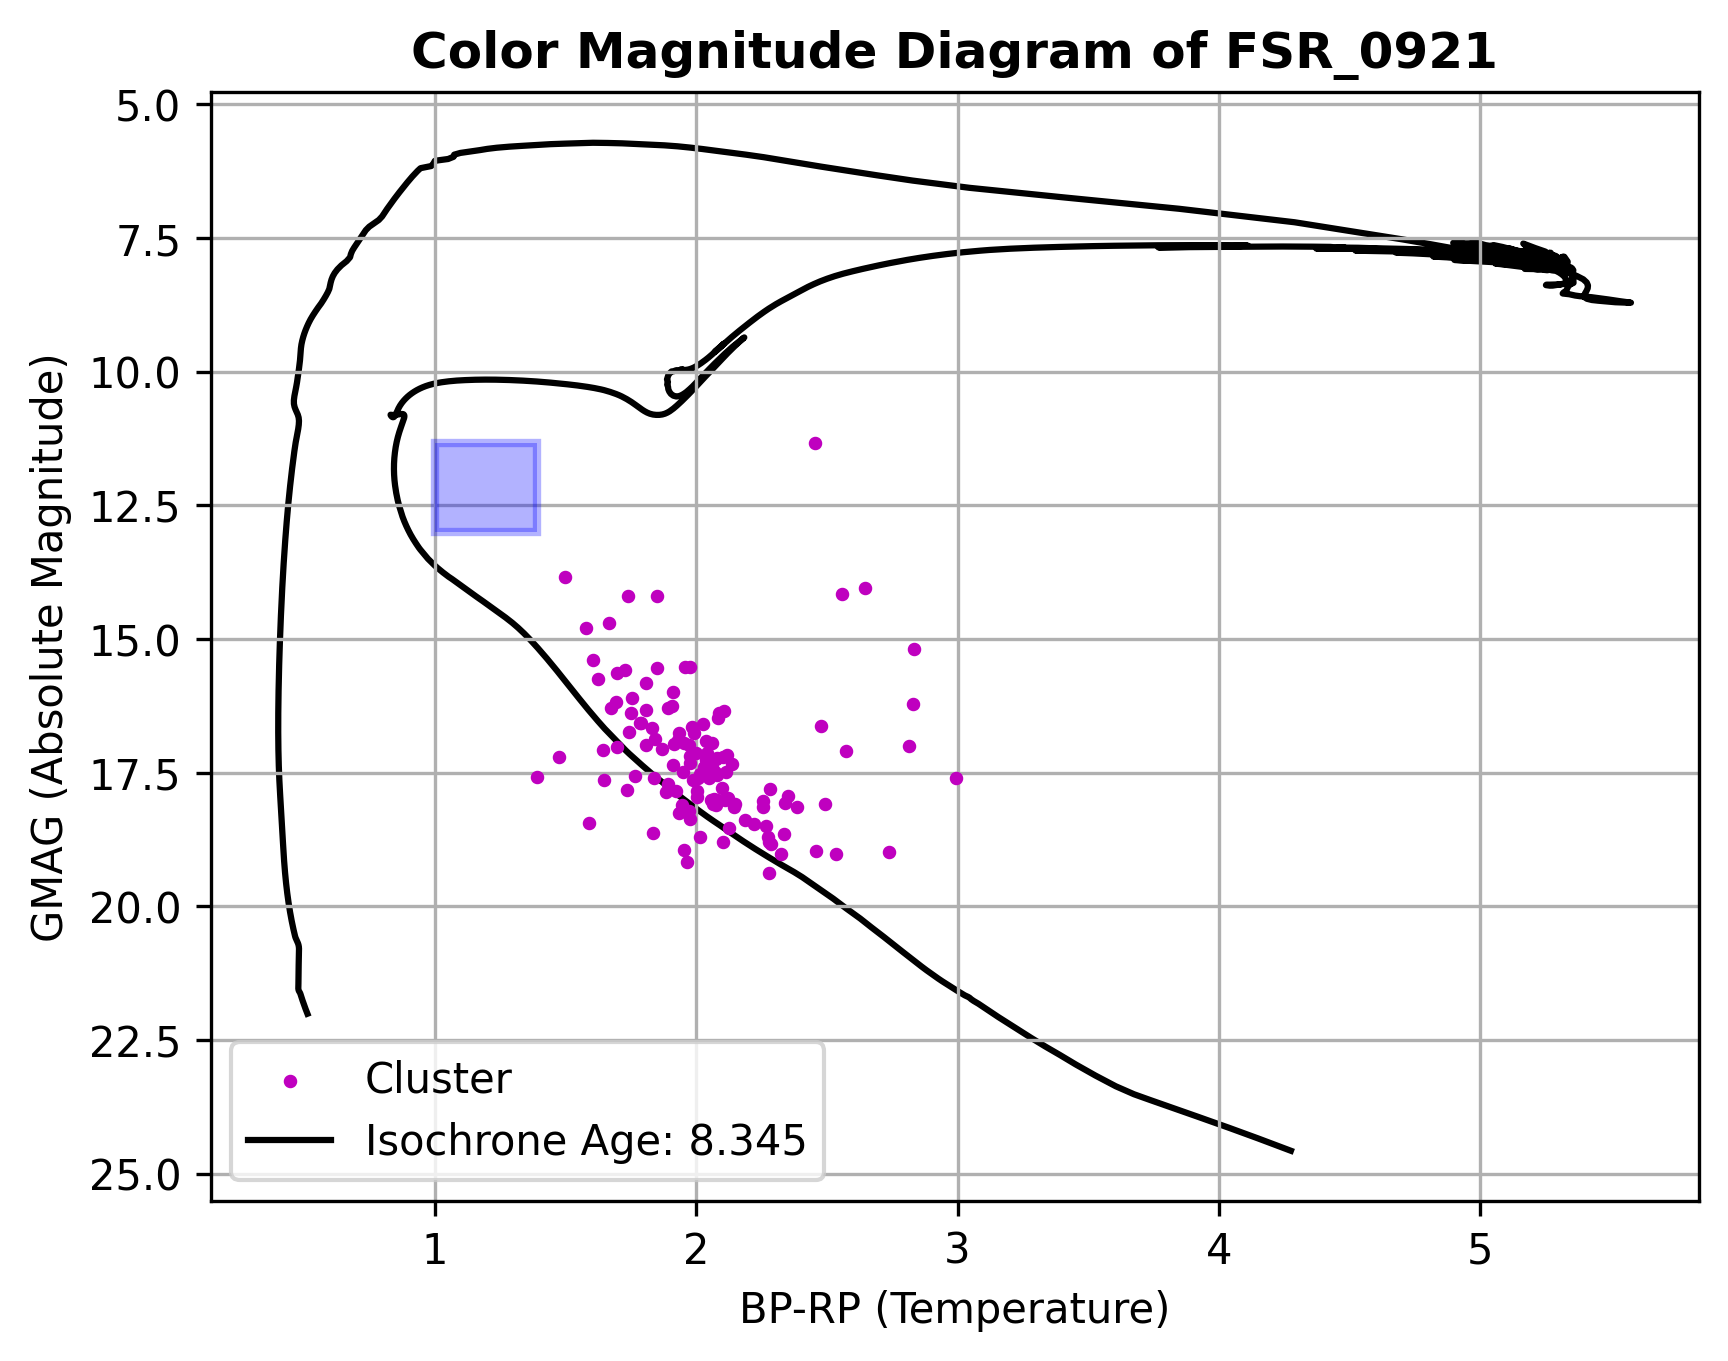 Color Magnitude Diagram of FSR_0921
GMAG (Absolute Magnitude)
5.0
7.5
10.0
12.5
15.0
17.5
20.0
22.5
25.0
Cluster
Isochrone Age: 8.345
1 2 3 4 5
BP-RP (Temperature)